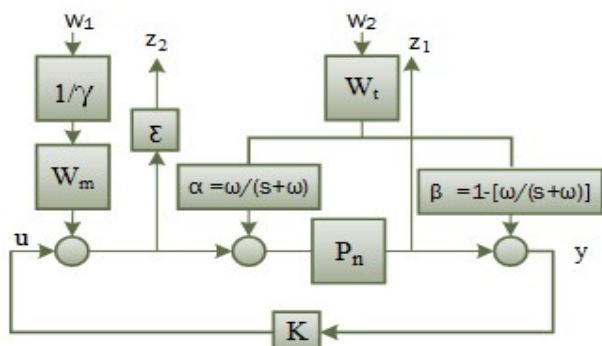 w₁
z₂
w₂
z₁
1/γ
Wₜ
ε
Wₘ
α =ω/(s+ω)
β =1-[ω/(s+ω)]
u
Pₙ
y
K